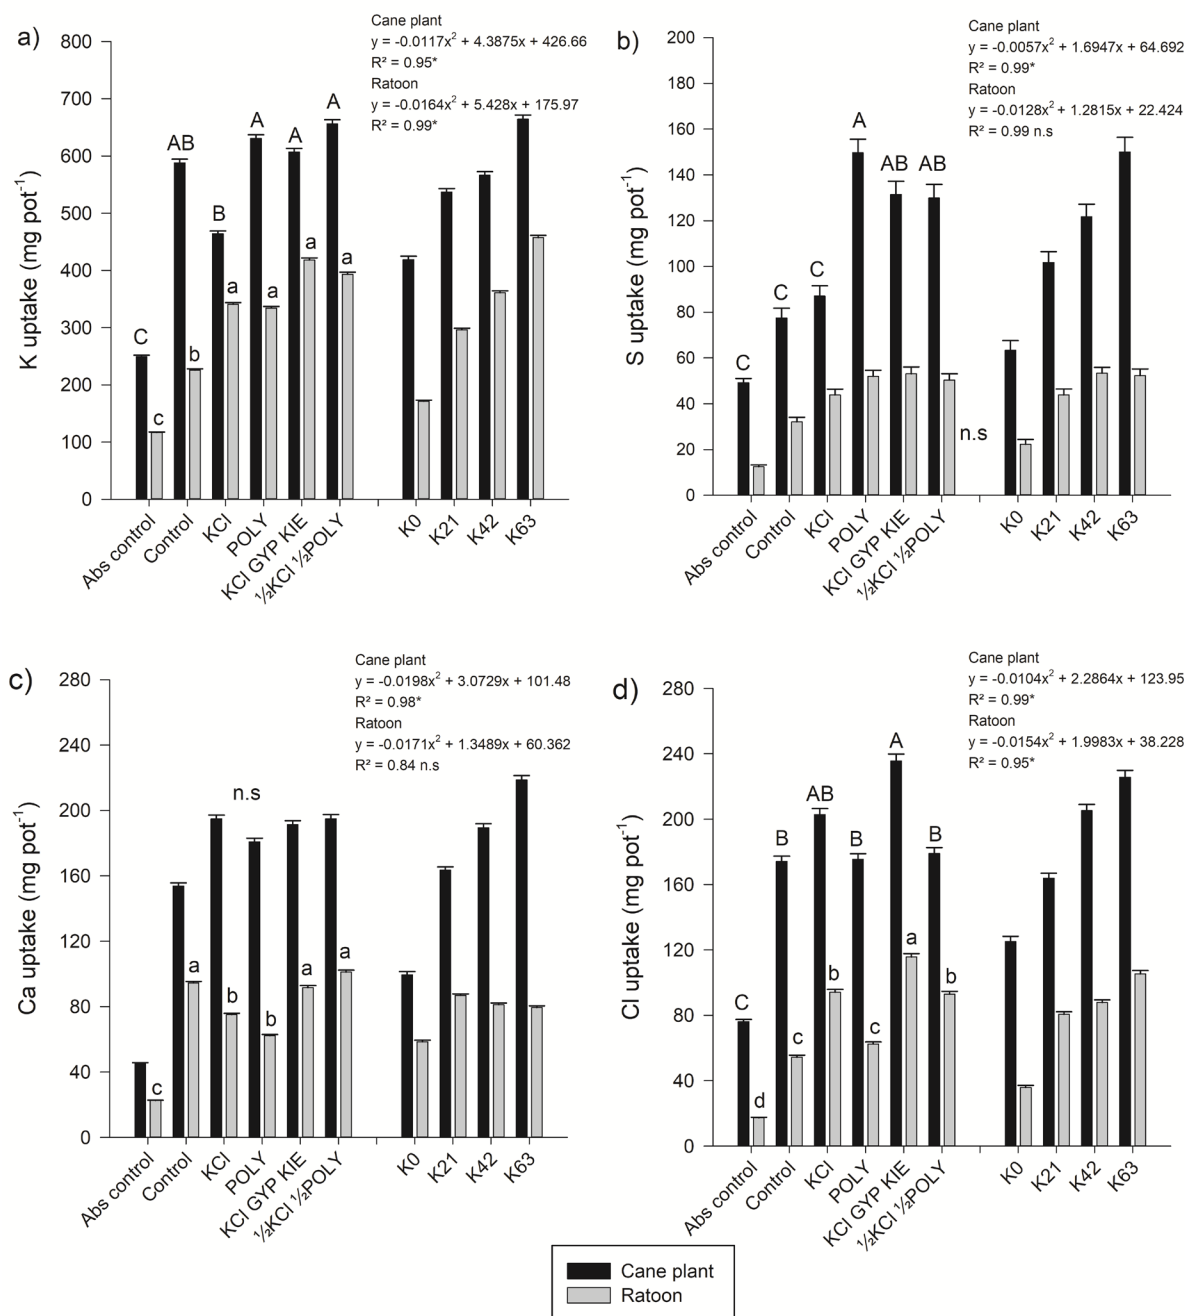 a)
Cane plant
y = -0.0117x² + 4.3875x + 426.66
R² = 0.95*
Ratoon
y = -0.0164x² + 5.428x + 175.97
R² = 0.99*
K uptake (mg pot⁻¹)
800
700
600
500
400
300
200
100
0
C
AB
B
A
A
A
c
b
a
a
a
a
Abs control
Control
KCl
POLY
KCl GYP KIE
½KCl ½POLY
K0
K21
K42
K63
b)
Cane plant
y = -0.0057x² + 1.6947x + 64.692
R² = 0.99*
Ratoon
y = -0.0128x² + 1.2815x + 22.424
R² = 0.99 n.s
S uptake (mg pot⁻¹)
200
180
160
140
120
100
80
60
40
20
0
C
C
C
A
AB
AB
n.s
Abs control
Control
KCl
POLY
KCl GYP KIE
½KCl ½POLY
K0
K21
K42
K63
c)
Cane plant
y = -0.0198x² + 3.0729x + 101.48
R² = 0.98*
Ratoon
y = -0.0171x² + 1.3489x + 60.362
R² = 0.84 n.s
Ca uptake (mg pot⁻¹)
280
240
200
160
120
80
40
0
n.s
c
a
b
b
a
a
Abs control
Control
KCl
POLY
KCl GYP KIE
½KCl ½POLY
K0
K21
K42
K63
d)
Cane plant
y = -0.0104x² + 2.2864x + 123.95
R² = 0.99*
Ratoon
y = -0.0154x² + 1.9983x + 38.228
R² = 0.95*
Cl uptake (mg pot⁻¹)
280
240
200
160
120
80
40
0
C
B
AB
B
A
B
d
c
b
c
a
b
Abs control
Control
KCl
POLY
KCl GYP KIE
½KCl ½POLY
K0
K21
K42
K63
Cane plant
Ratoon